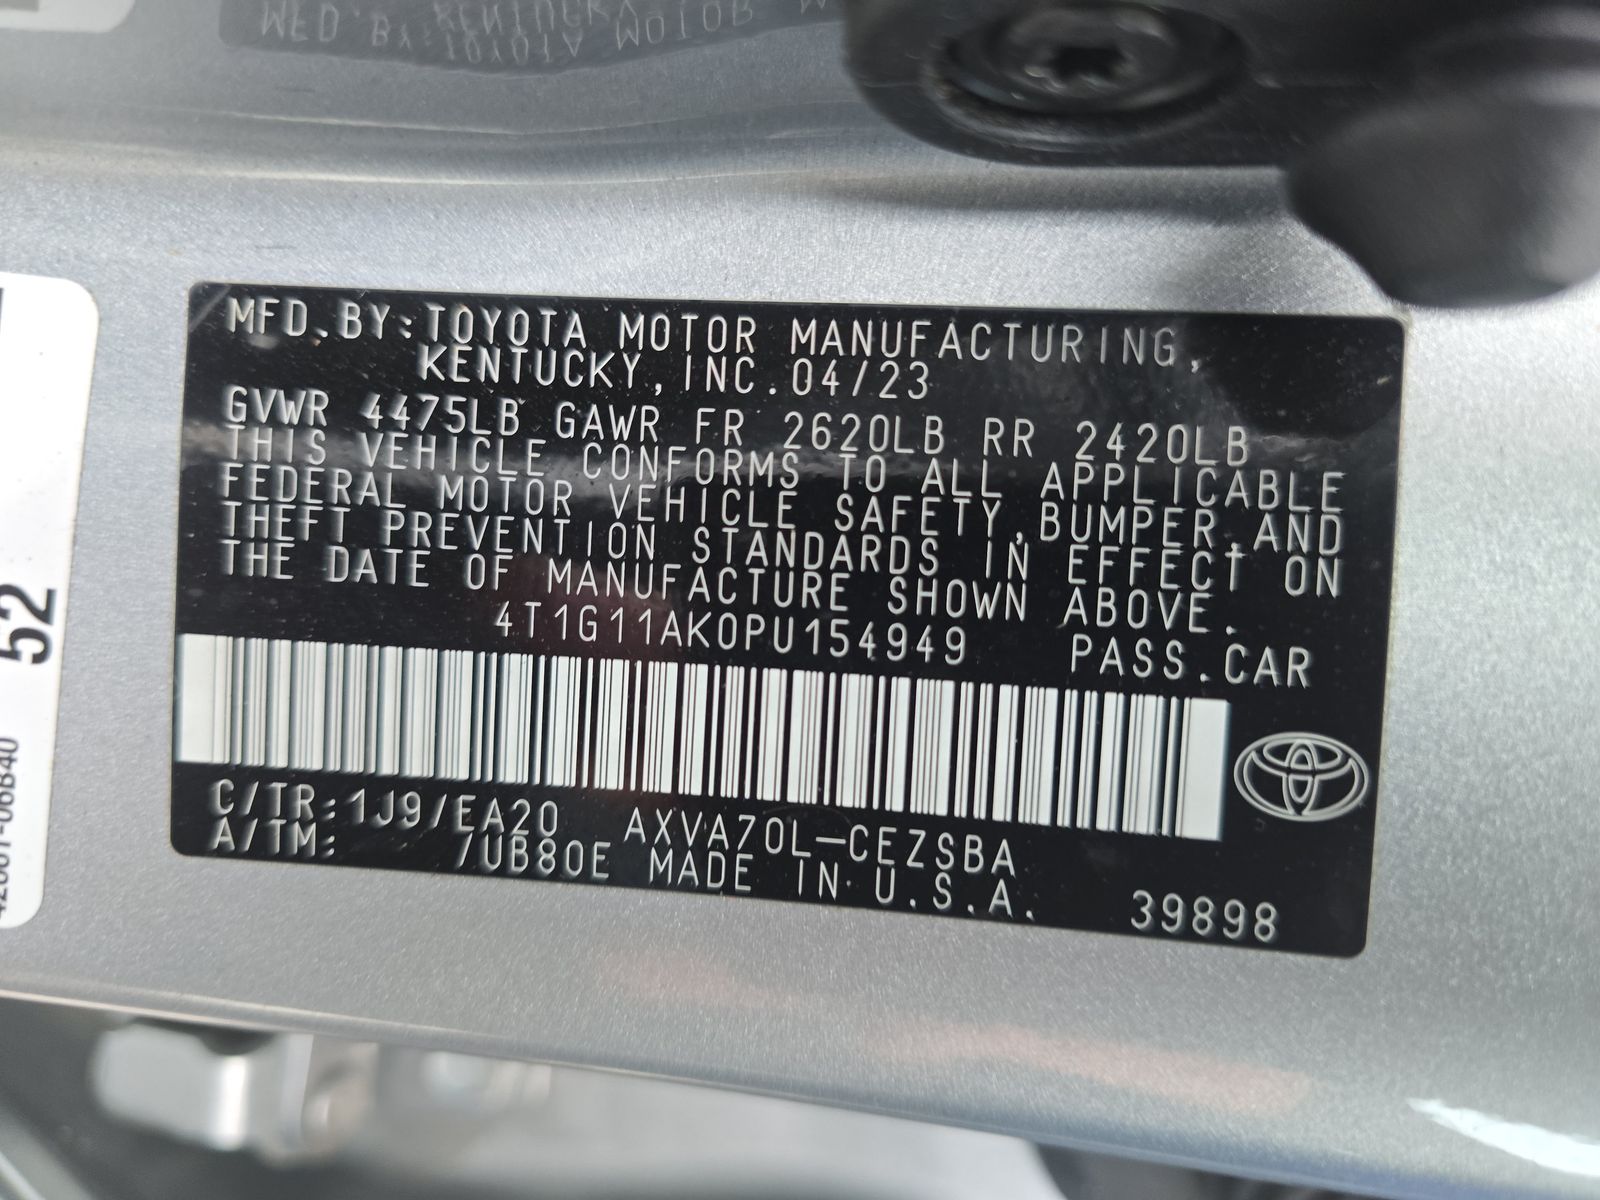 MFD.BY:TOYOTA MOTOR MANUFACTURING,
KENTUCKY,INC.04/23
GVWR 4475LB GAWR FR 2620LB RR 2420LB
THIS VEHICLE CONFORMS TO ALL APPLICABLE
FEDERAL MOTOR VEHICLE SAFETY,BUMPER,AND
THEFT PREVENTION STANDARDS IN EFFECT ON
THE DATE OF MANUFACTURE SHOWN ABOVE.
4T1G11AK0PU154949 PASS.CAR
C/TR:1J9/EA20 AXVA70L-CEZSBA
A/TM: /UB80E MADE IN U.S.A. 39898
52